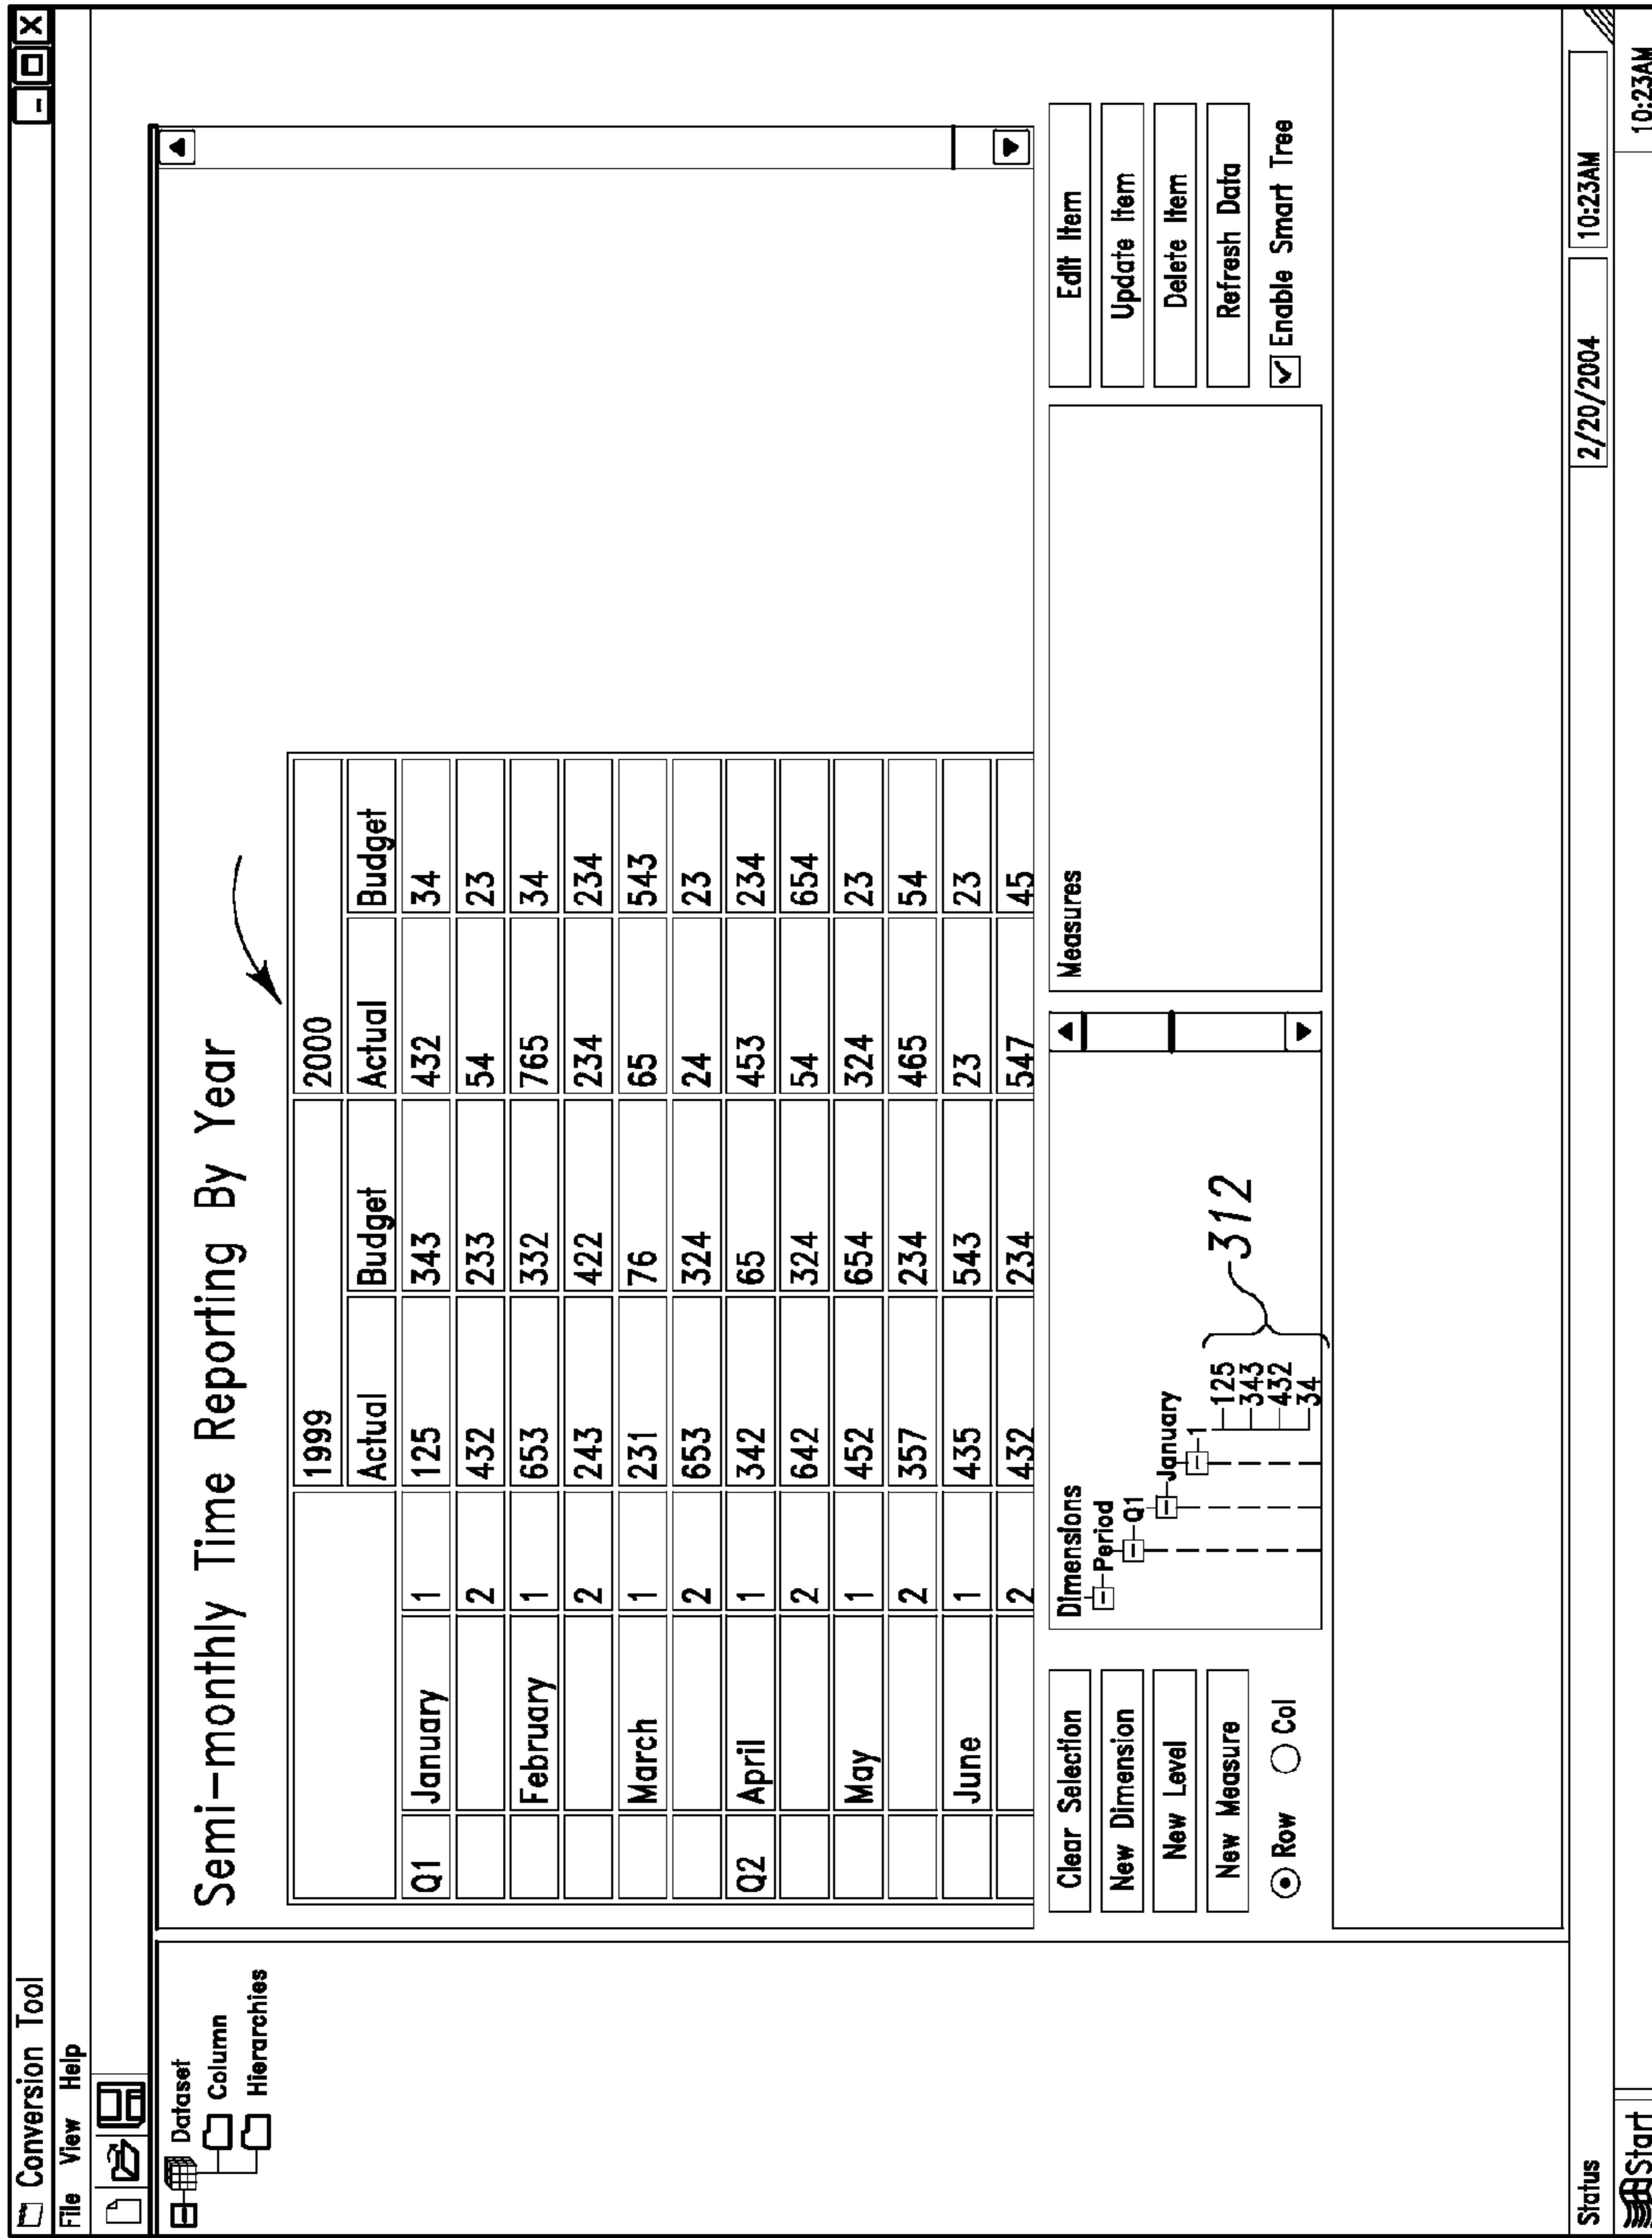 Conversion Tool
File View Help
Dataset
Column
Hierarchies
Semi-monthly Time Reporting By Year
1999 2000
Actual Budget Actual Budget
Q1 January 1 125 343 432 34
2 432 233 54 23
February 1 653 332 765 34
2 243 422 234 234
March 1 231 76 65 543
2 653 324 24 23
Q2 April 1 342 65 453 234
2 642 324 54 654
May 1 452 654 324 23
2 357 234 465 54
June 1 435 543 23 23
2 432 234 547 45
Clear Selection
New Dimension
New Level
New Measure
Row Col
Dimensions
Period
Q1
January
1
125
343
432
34
312
Measures
Edit Item
Update Item
Delete Item
Refresh Data
Enable Smart Tree
Status 2/20/2004 10:23AM
Start 10:23AM